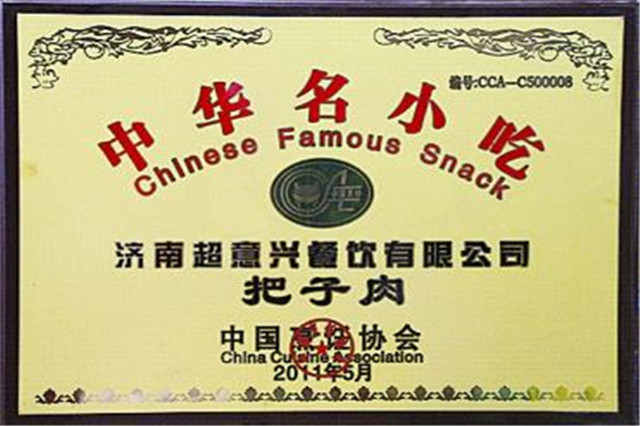 编号:CCA-C500008
中华名小吃
Chinese Famous Snack
济南超意兴餐饮有限公司
把子肉
中国烹饪协会
China Cuisine Association
2011年5月